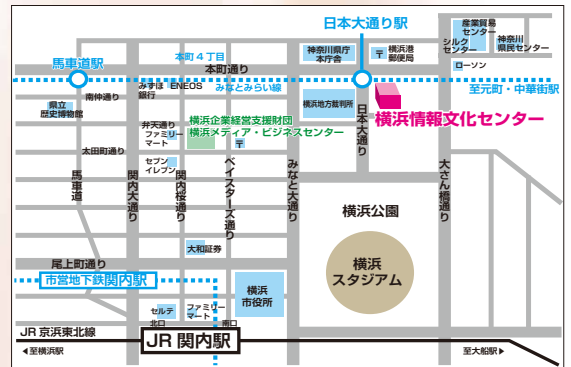 日本大通り駅
産業貿易
センター
シルク
センター
神奈川
県民センター
神奈川県庁
本庁舎
〒
横浜港
郵便局
ローソン
本町4丁目
馬車道駅
本町通り
みずほ
銀行
ENEOS
みなとみらい線
至元町・中華街駅
南仲通り
県立
歴史博物館
横浜地方裁判所
横浜情報文化センター
弁天通り
ファミリー
マート
横浜企業経営支援財団
横浜メディア・ビジネスセンター
〒
太田町通り
セブン
イレブン
馬車道
関内大通り
関内桜通り
ベイスターズ通り
みなと大通り
日本大通り
大さん橋通り
横浜公園
大和証券
尾上町通り
市営地下鉄関内駅
横浜
スタジアム
横浜
市役所
セルテ
ファミリー
マート
北口
南口
JR 京浜東北線
JR 関内駅
◀至横浜駅
至大船駅▶